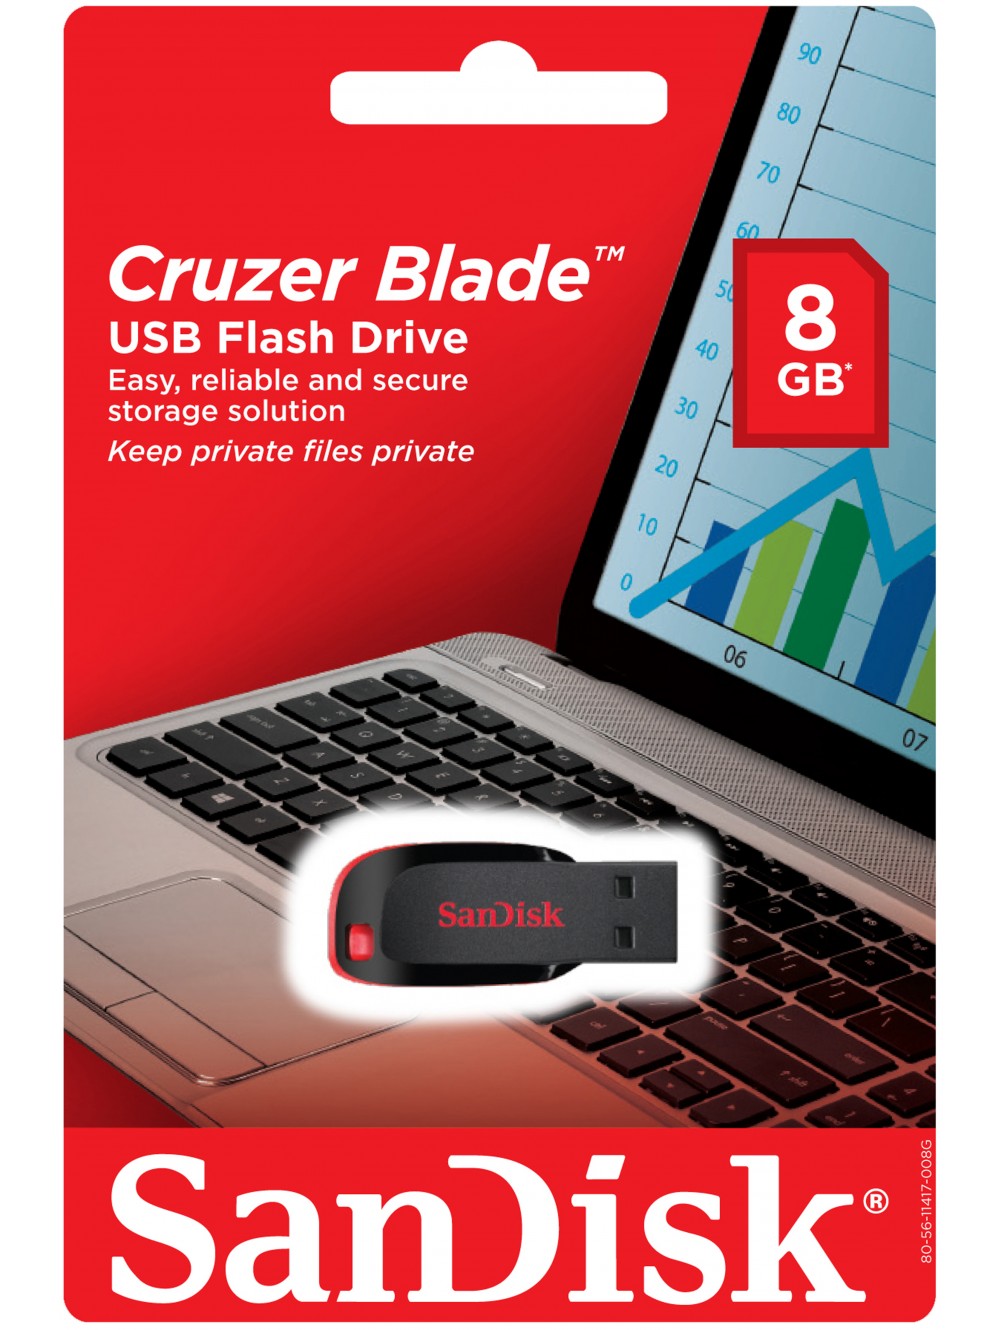 Cruzer Blade™
USB Flash Drive
Easy, reliable and secure
storage solution
Keep private files private
8
GB*
90
80
70
60
50
40
30
20
10
0
06
07
SanDisk
SanDisk®
80-56-11417-008G